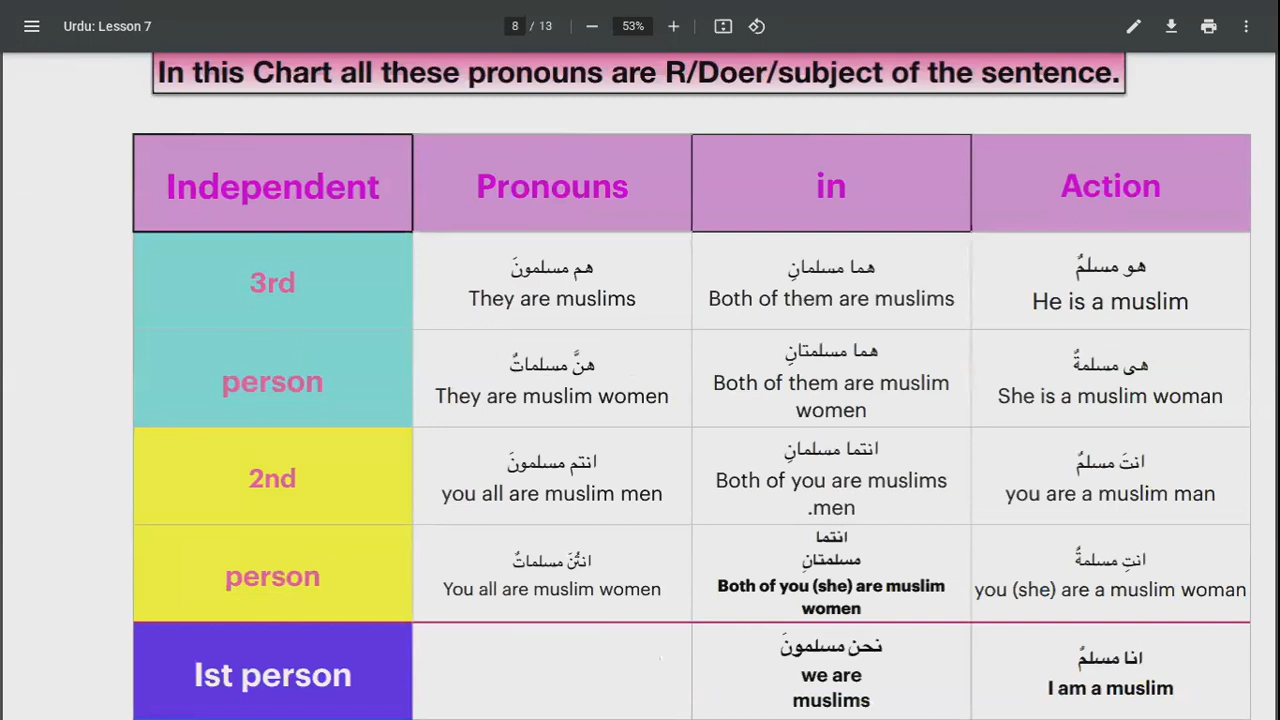 Urdu: Lesson 7
8 / 13
53%
In this Chart all these pronouns are R/Doer/subject of the sentence.
Independent
Pronouns
in
Action
3rd
هم مسلمونَ
They are muslims
هما مسلمانِ
Both of them are muslims
هو مسلمٌ
He is a muslim
person
هنَّ مسلماتٌ
They are muslim women
هما مسلمتانِ
Both of them are muslim
women
هی مسلمةٌ
She is a muslim woman
2nd
انتم مسلمونَ
you all are muslim men
انتما مسلمانِ
Both of you are muslims
.men
انتَ مسلمٌ
you are a muslim man
person
انتُنَ مسلماتٌ
You all are muslim women
انتما
مسلمتانِ
Both of you (she) are muslim
women
انتِ مسلمةٌ
you (she) are a muslim woman
Ist person
نحن مسلمونَ
we are
muslims
انا مسلمٌ
I am a muslim